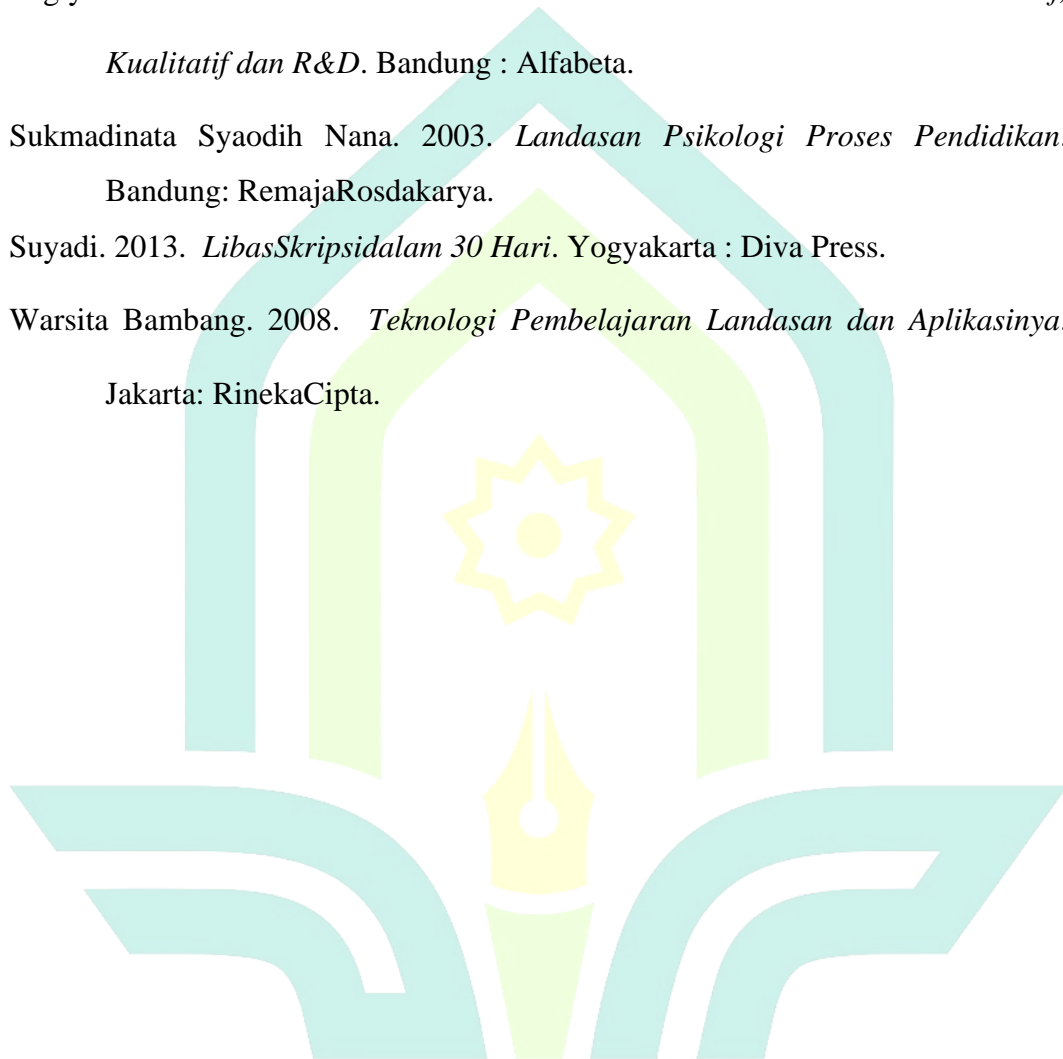 Kualitatif dan R&D. Bandung : Alfabeta.
Sukmadinata Syaodih Nana. 2003. Landasan Psikologi Proses Pendidikan.
Bandung: RemajaRosdakarya.
Suyadi. 2013. LibasSkripsidalam 30 Hari. Yogyakarta : Diva Press.
Warsita Bambang. 2008. Teknologi Pembelajaran Landasan dan Aplikasinya.
Jakarta: RinekaCipta.